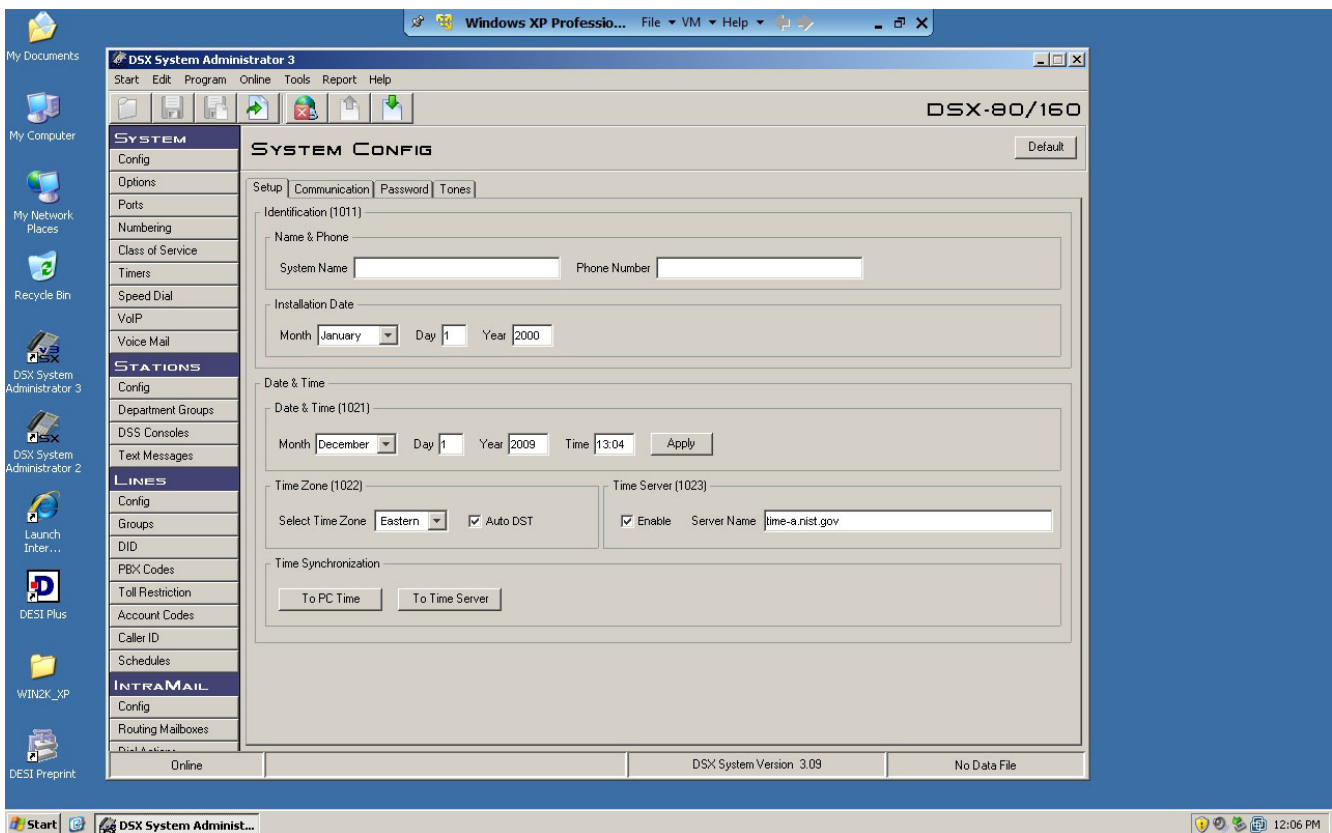 Windows XP Professio... File VM Help
My Documents
My Computer
My Network Places
Recycle Bin
DSX System Administrator 3
DSX System Administrator 2
Launch Inter...
DESI Plus
WIN2K_XP
DESI Preprint
DSX System Administrator 3
Start Edit Program Online Tools Report Help
DSX-80/160
SYSTEM
Config
Options
Ports
Numbering
Class of Service
Timers
Speed Dial
VoIP
Voice Mail
STATIONS
Config
Department Groups
DSS Consoles
Text Messages
LINES
Config
Groups
DID
PBX Codes
Toll Restriction
Account Codes
Caller ID
Schedules
INTRAMAIL
Config
Routing Mailboxes
SYSTEM CONFIG
Default
Setup Communication Password Tones
Identification (1011)
Name & Phone
System Name Phone Number
Installation Date
Month January Day 1 Year 2000
Date & Time
Date & Time (1021)
Month December Day 1 Year 2009 Time 13:04 Apply
Time Zone (1022)
Select Time Zone Eastern Auto DST
Time Server (1023)
Enable Server Name time-a.nist.gov
Time Synchronization
To PC Time To Time Server
Online DSX System Version 3.09 No Data File
Start DSX System Administ... 12:06 PM